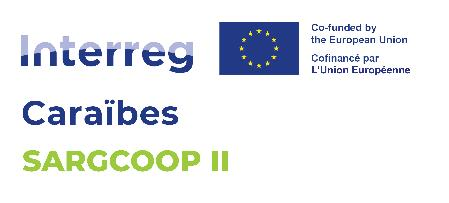 Interreg
Co-funded by
the European Union
Cofinancé par
L'Union Européenne
Caraïbes
SARGCOOP II